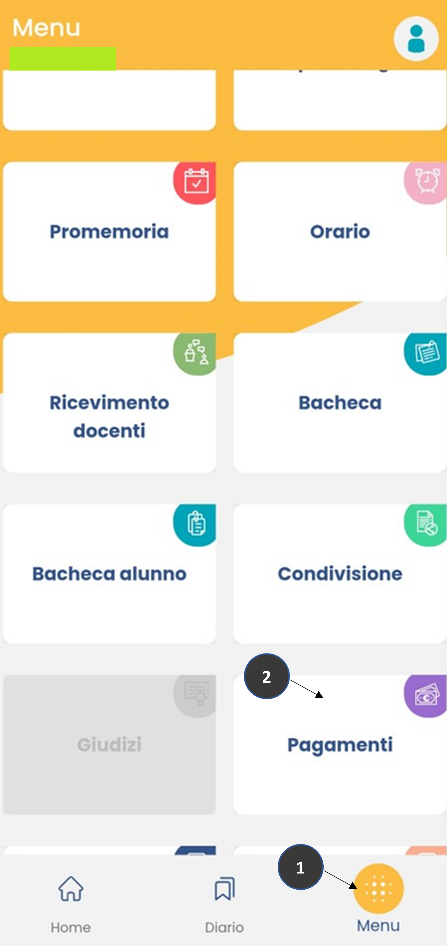 Menu
Promemoria
Orario
Ricevimento
docenti
Bacheca
Bacheca alunno
Condivisione
2
Giudizi
Pagamenti
1
Home
Diario
Menu